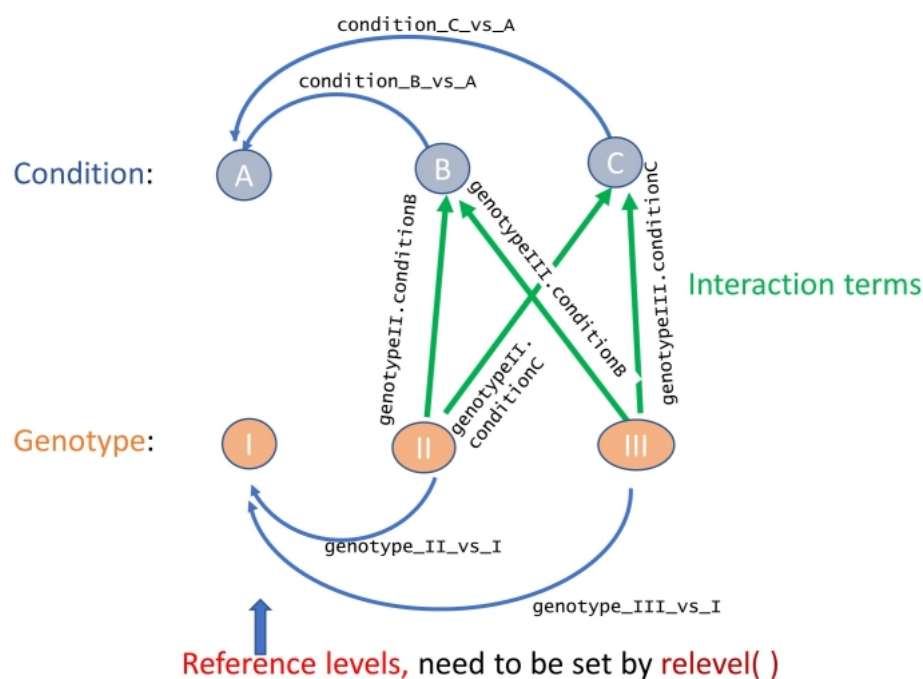 condition_C_vs_A
condition_B_vs_A
Condition:
A
B
C
genotypeII.conditionB
genotypeIII.conditionB
genotypeIII.conditionC
Interaction terms
genotypeII.
conditionC
Genotype:
I
II
III
genotype_II_vs_I
genotype_III_vs_I
Reference levels, need to be set by relevel( )